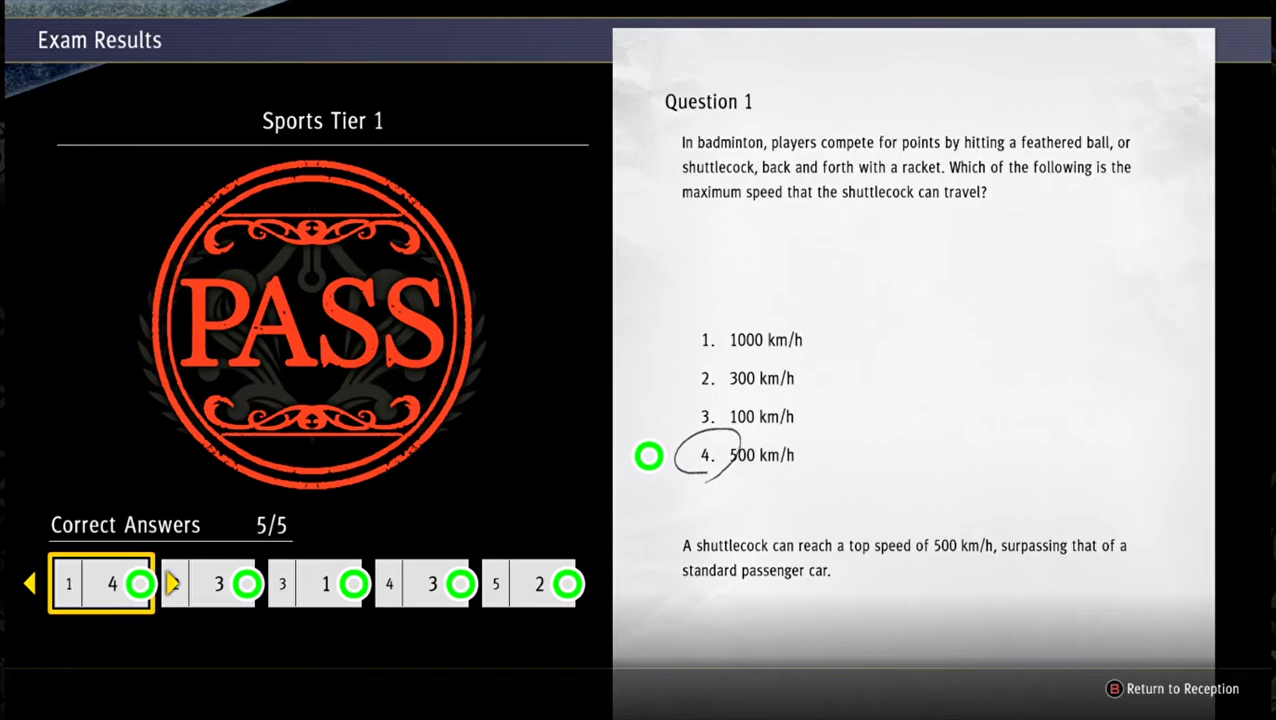 Exam Results
Sports Tier 1
PASS
Correct Answers 5/5
1 4 3 3 1 4 3 5 2
Question 1
In badminton, players compete for points by hitting a feathered ball, or
shuttlecock, back and forth with a racket. Which of the following is the
maximum speed that the shuttlecock can travel?
1. 1000 km/h
2. 300 km/h
3. 100 km/h
4. 500 km/h
A shuttlecock can reach a top speed of 500 km/h, surpassing that of a
standard passenger car.
B Return to Reception